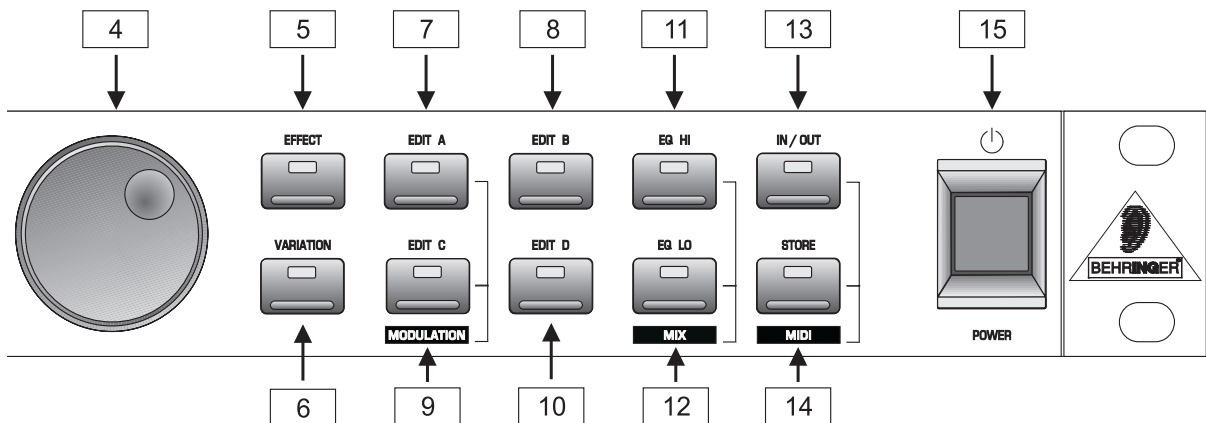 4 5 7 8 11 13 15
EFFECT EDIT A EDIT B EQ HI IN/OUT
VARIATION EDIT C EDIT D EQ LO STORE
BEHRINGER
MODULATION MIX MIDI POWER
6 9 10 12 14